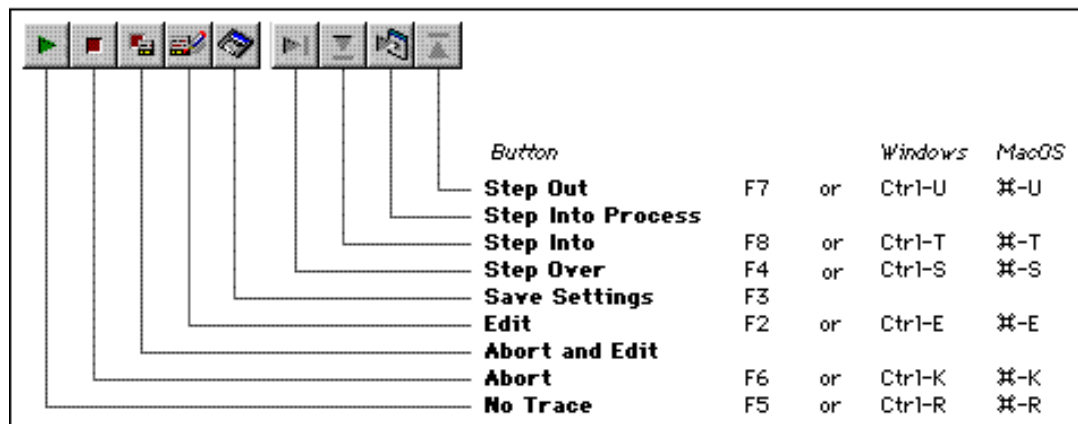 Button Windows MacOS
Step Out F7 or Ctrl-U ⌘-U
Step Into Process
Step Into F8 or Ctrl-T ⌘-T
Step Over F4 or Ctrl-S ⌘-S
Save Settings F3
Edit F2 or Ctrl-E ⌘-E
Abort and Edit
Abort F6 or Ctrl-K ⌘-K
No Trace F5 or Ctrl-R ⌘-R